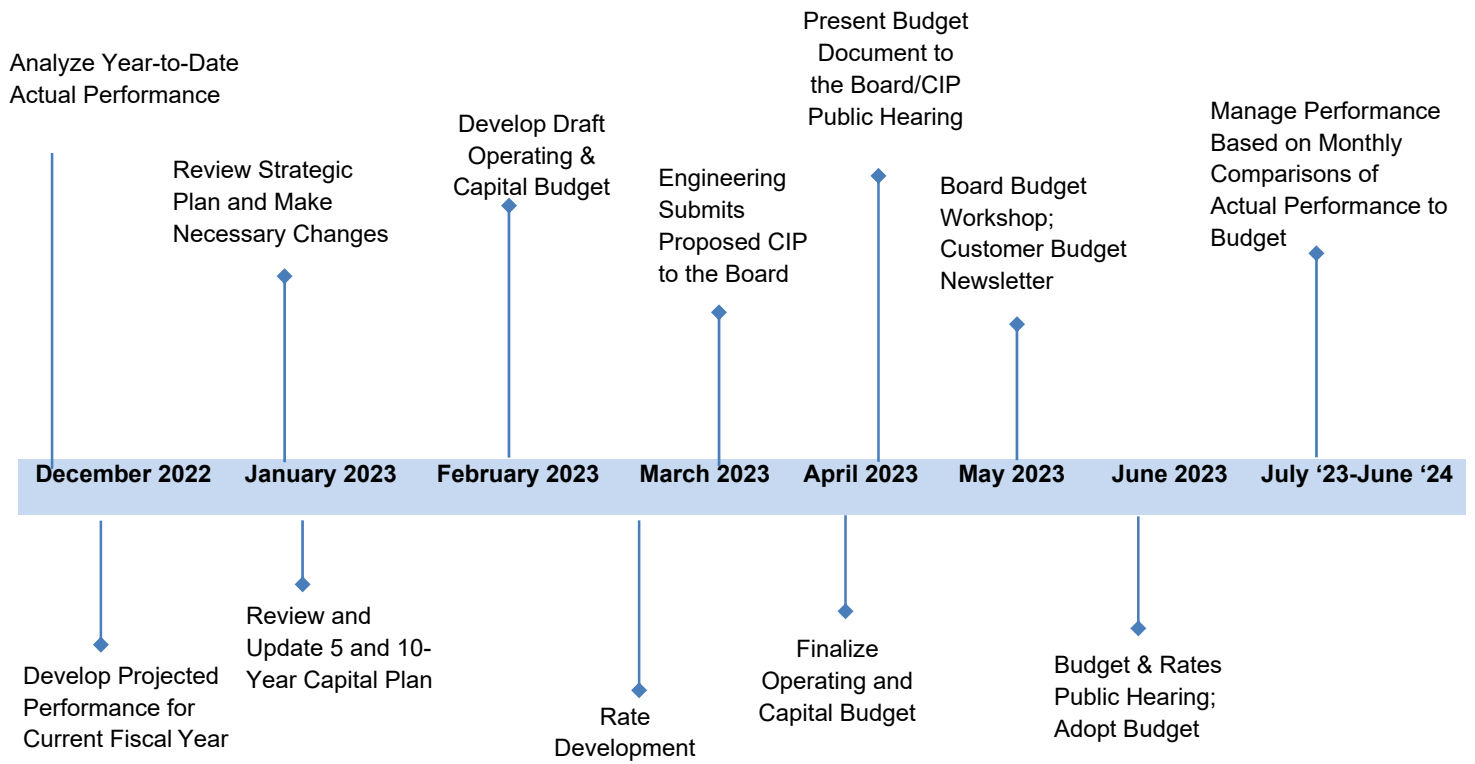 Analyze Year-to-Date
Actual Performance
Review Strategic
Plan and Make
Necessary Changes
Develop Draft
Operating &
Capital Budget
Engineering
Submits
Proposed CIP
to the Board
Present Budget
Document to
the Board/CIP
Public Hearing
Board Budget
Workshop;
Customer Budget
Newsletter
Manage Performance
Based on Monthly
Comparisons of
Actual Performance to
Budget
December 2022 January 2023 February 2023 March 2023 April 2023 May 2023 June 2023 July ‘23-June ‘24
Develop Projected
Performance for
Current Fiscal Year
Review and
Update 5 and 10-
Year Capital Plan
Rate
Development
Finalize
Operating and
Capital Budget
Budget & Rates
Public Hearing;
Adopt Budget